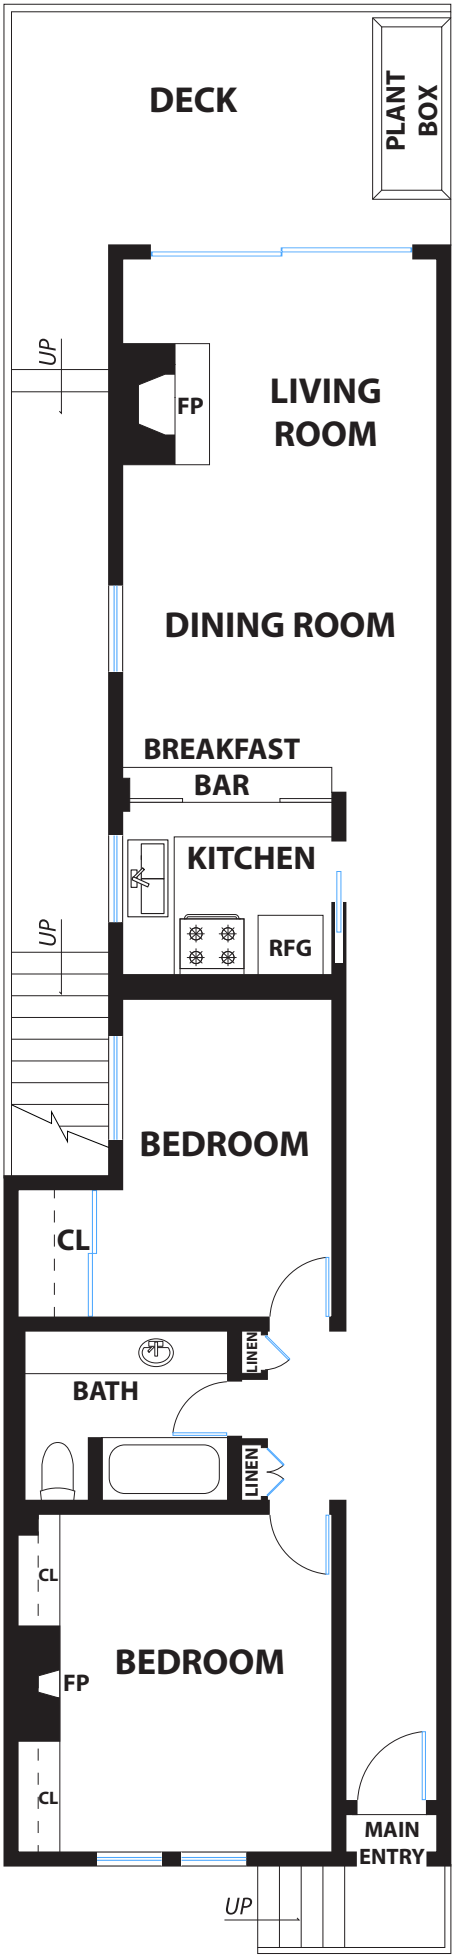 DECK
PLANT
BOX
UP
FP
LIVING
ROOM
DINING ROOM
BREAKFAST
BAR
KITCHEN
UP
RFG
BEDROOM
CL
LINEN
BATH
LINEN
CL
BEDROOM
FP
CL
MAIN
ENTRY
UP